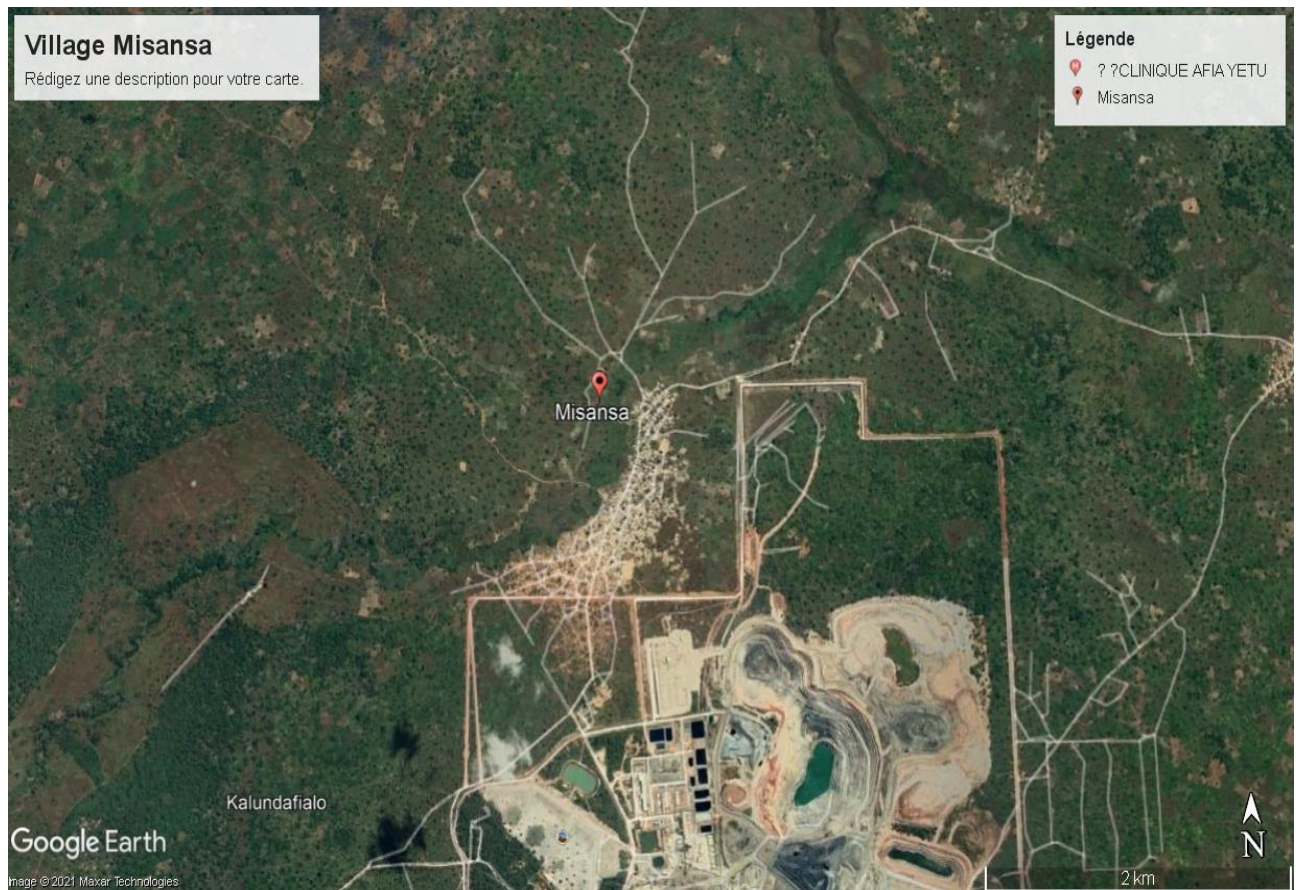 Village Misansa
Rédigez une description pour votre carte.
Légende
? ?CLINIQUE AFIA YETU
Misansa
Misansa
Kalundafialo
Google Earth
N
Image © 2021 Maxar Technologies
2 km